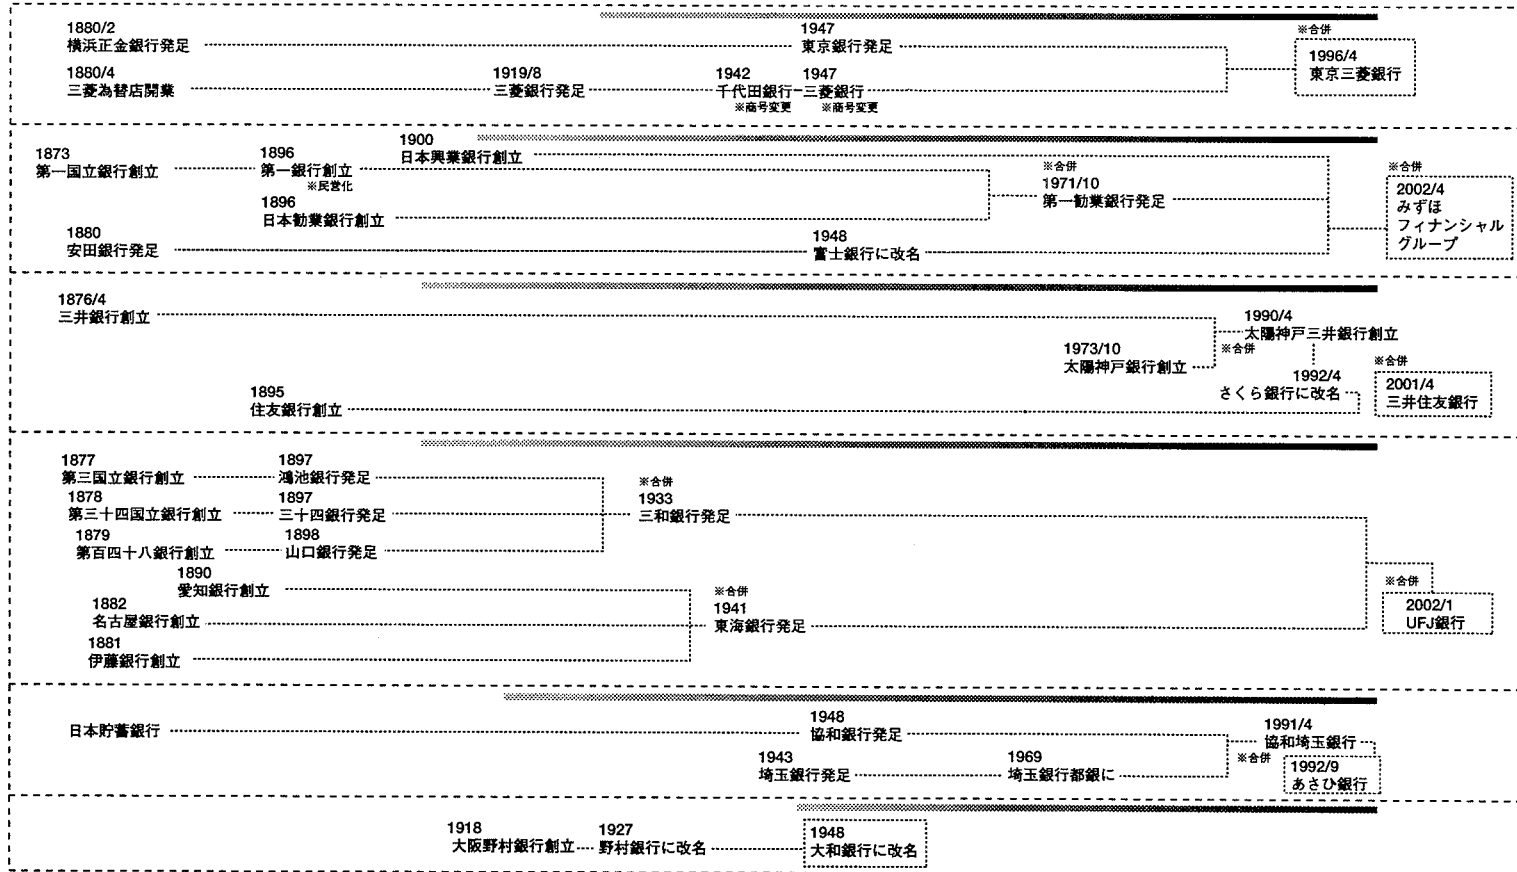 1880/2
横浜正金銀行発足
1947
東京銀行発足
※合併
1996/4
東京三菱銀行
1880/4
三菱為替店開業
1919/8
三菱銀行発足
1942
千代田銀行
※商号変更
1947
三菱銀行
※商号変更
1900
日本興業銀行創立
1873
第一国立銀行創立
1896
第一銀行創立
※民営化
1896
日本勧業銀行創立
※合併
1971/10
第一勧業銀行発足
1880
安田銀行発足
1948
富士銀行に改名
※合併
2002/4
みずほ
フィナンシャル
グループ
1876/4
三井銀行創立
1973/10
太陽神戸銀行創立
※合併
1990/4
太陽神戸三井銀行創立
1992/4
さくら銀行に改名
1895
住友銀行創立
※合併
2001/4
三井住友銀行
1877
第三国立銀行創立
1897
鴻池銀行発足
1878
第三十四国立銀行創立
1897
三十四銀行発足
1879
第百四十八銀行創立
1898
山口銀行発足
※合併
1933
三和銀行発足
1890
愛知銀行創立
1882
名古屋銀行創立
1881
伊藤銀行創立
※合併
1941
東海銀行発足
※合併
2002/1
UFJ銀行
日本貯蓄銀行
1948
協和銀行発足
1943
埼玉銀行発足
1969
埼玉銀行都銀に
※合併
1991/4
協和埼玉銀行
1992/9
あさひ銀行
1918
大阪野村銀行創立
1927
野村銀行に改名
1948
大和銀行に改名